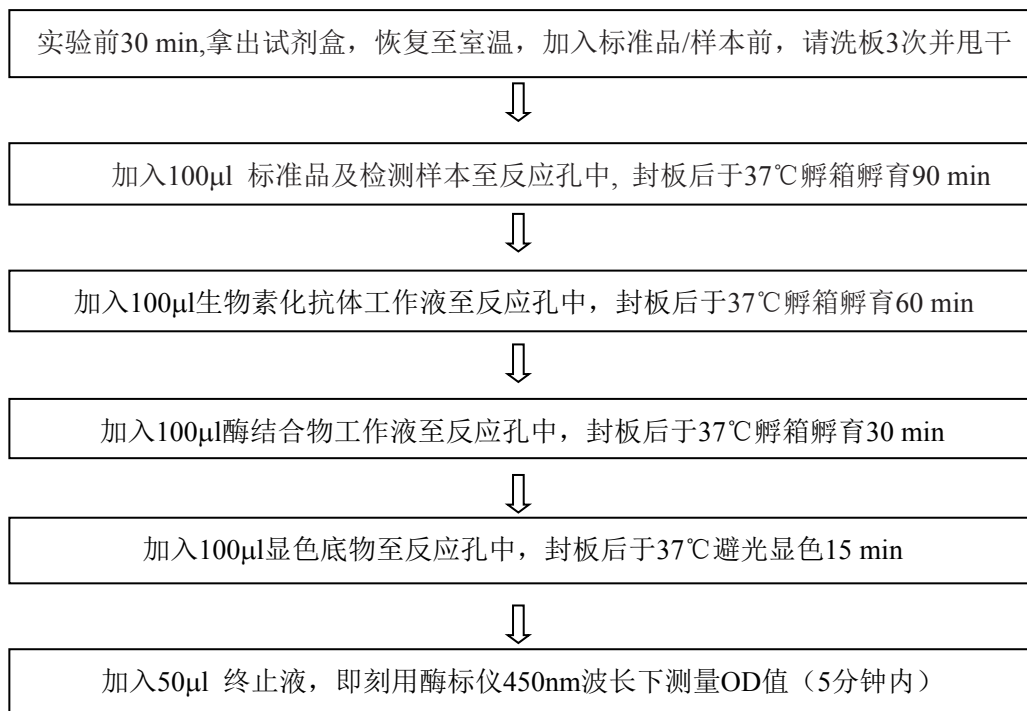 实验前30 min,拿出试剂盒，恢复至室温，加入标准品/样本前，请洗板3次并甩干
加入100μl 标准品及检测样本至反应孔中, 封板后于37℃孵箱孵育90 min
加入100μl生物素化抗体工作液至反应孔中，封板后于37℃孵箱孵育60 min
加入100μl酶结合物工作液至反应孔中，封板后于37℃孵箱孵育30 min
加入100μl显色底物至反应孔中，封板后于37℃避光显色15 min
加入50μl 终止液，即刻用酶标仪450nm波长下测量OD值（5分钟内）